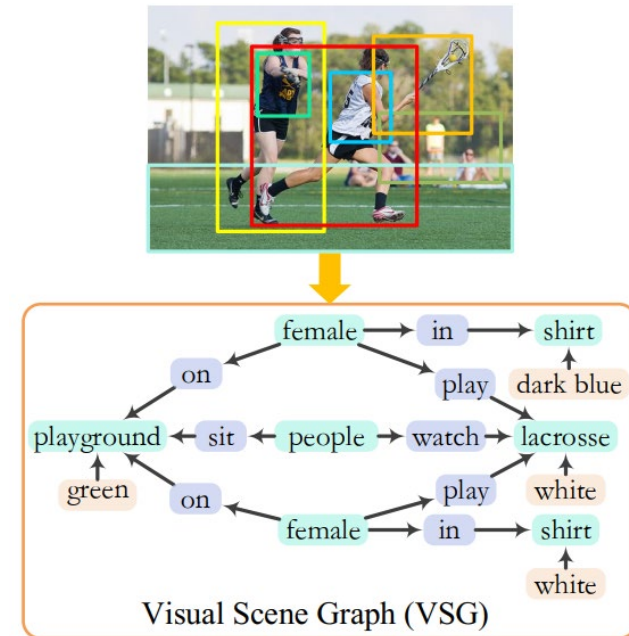 female in shirt
on play dark blue
playground sit people watch lacrosse
green on play white
female in shirt
white
Visual Scene Graph (VSG)